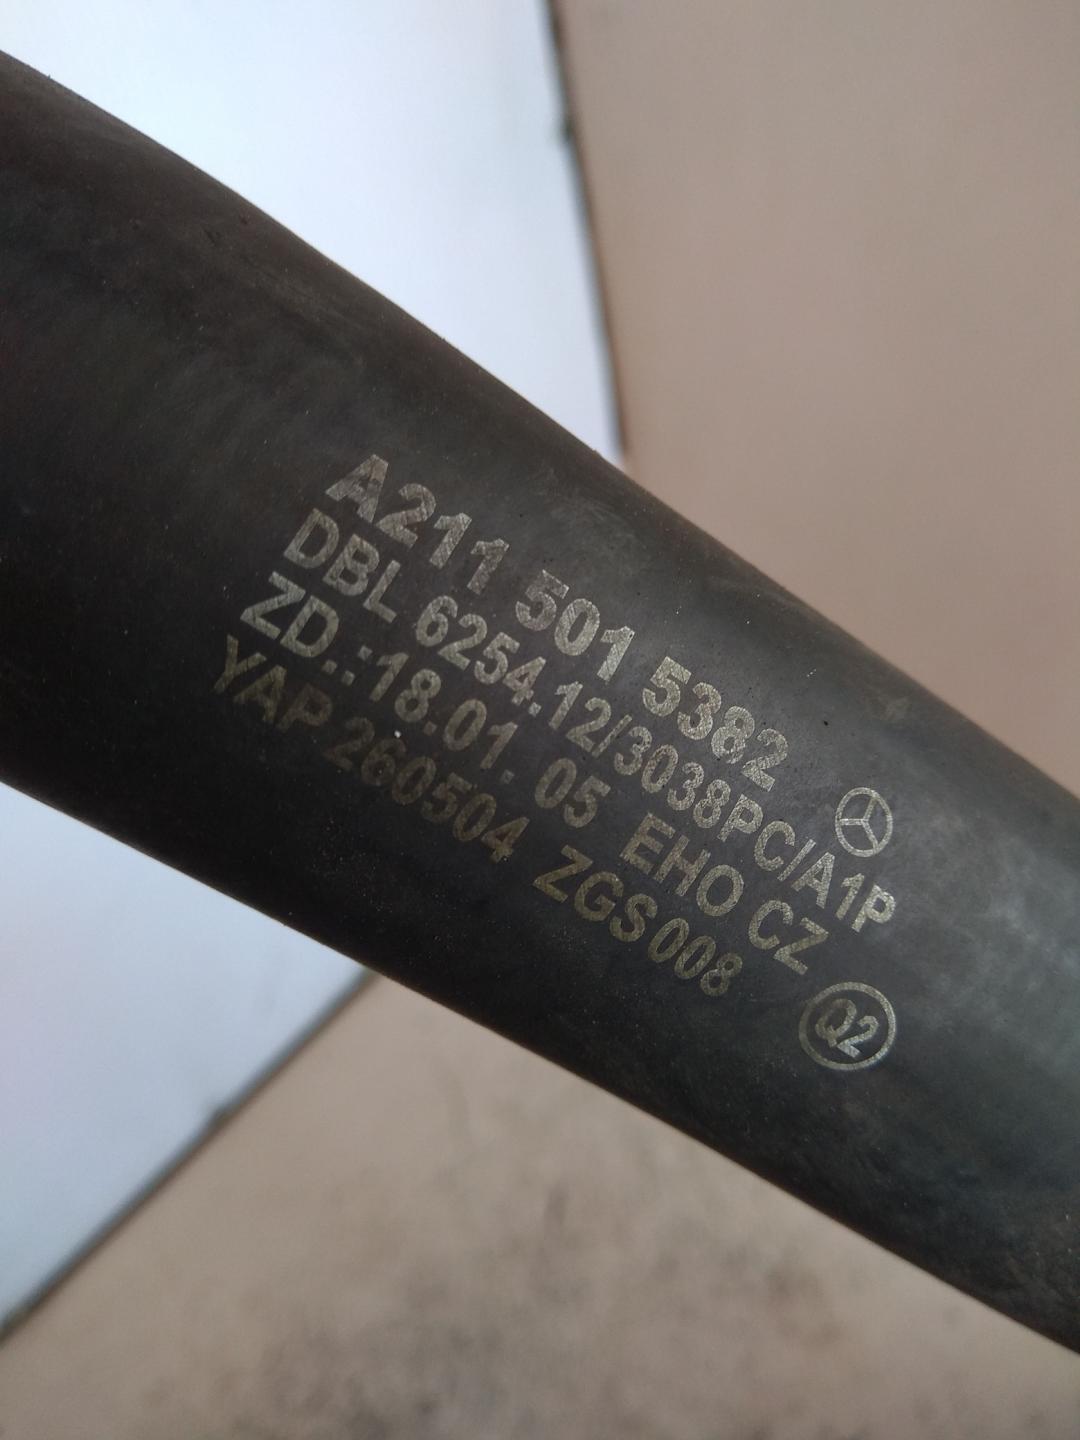 A211 501 5382
DBL 6254.12/3038PC/A1P
ZD.:18.01. 05 EHO CZ
YAP 260504 ZGS 008
Q2